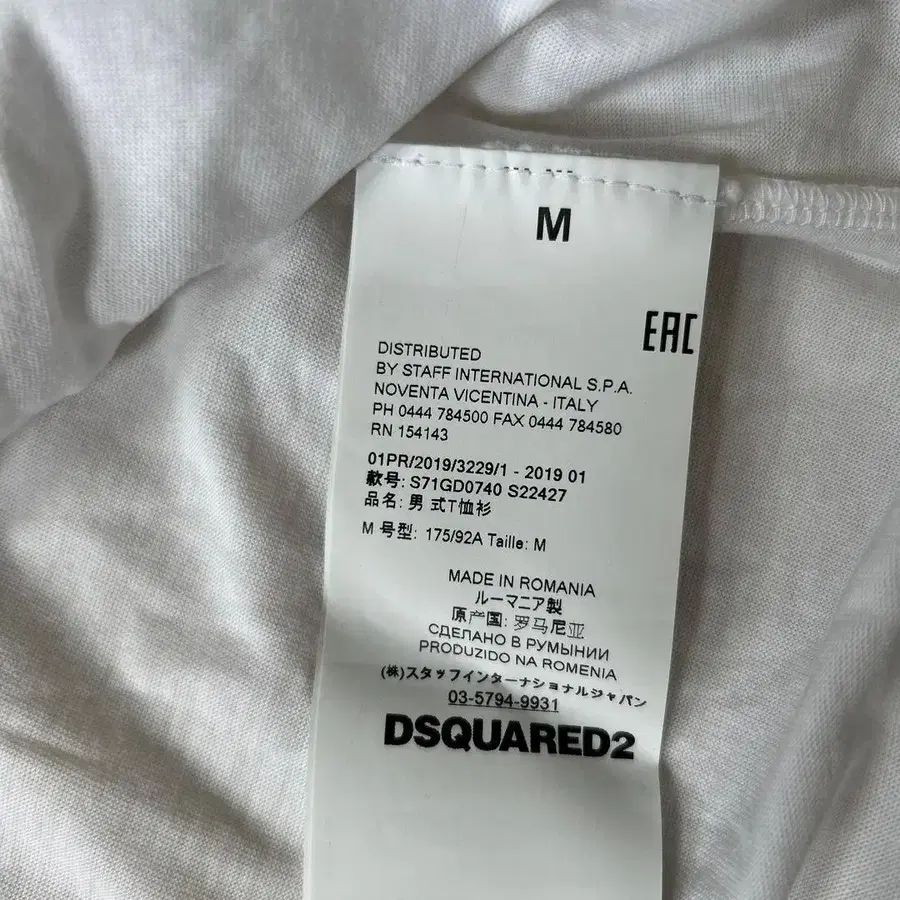 M
EAC
DISTRIBUTED
BY STAFF INTERNATIONAL S.P.A.
NOVENTA VICENTINA - ITALY
PH 0444 784500 FAX 0444 784580
RN 154143
01PR/2019/3229/1 - 2019 01
款号: S71GD0740 S22427
品名: 男 式T恤衫
M 号型: 175/92A Taille: M
MADE IN ROMANIA
ルーマニア製
原产国: 罗马尼亚
СДЕЛАНО В РУМЫНИИ
PRODUZIDO NA ROMENIA
(株)スタッフインターナショナルジャパン
03-5794-9931
DSQUARED2